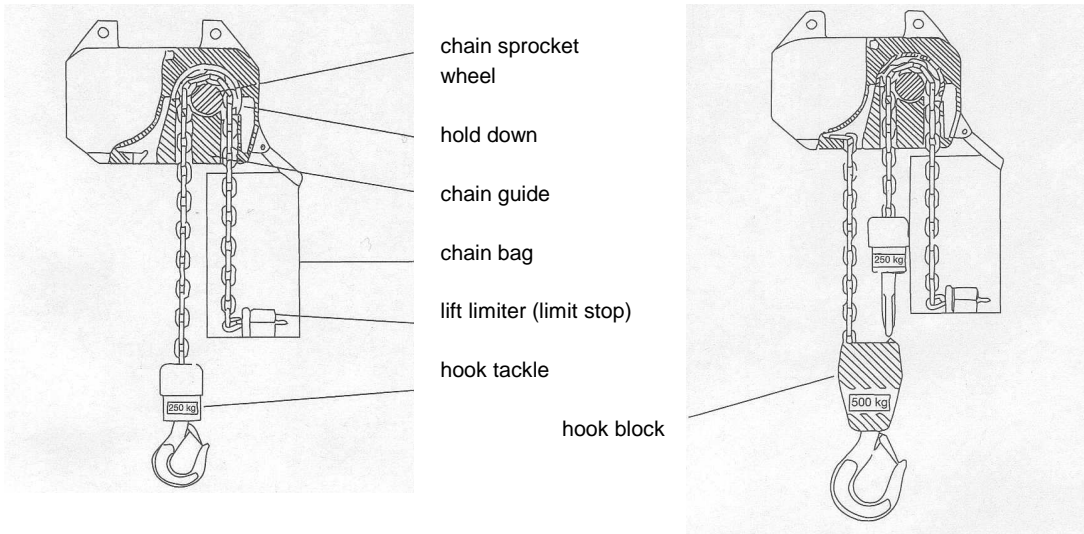 chain sprocket
wheel
hold down
chain guide
chain bag
lift limiter (limit stop)
hook tackle
hook block
250 kg
250 kg
500 kg